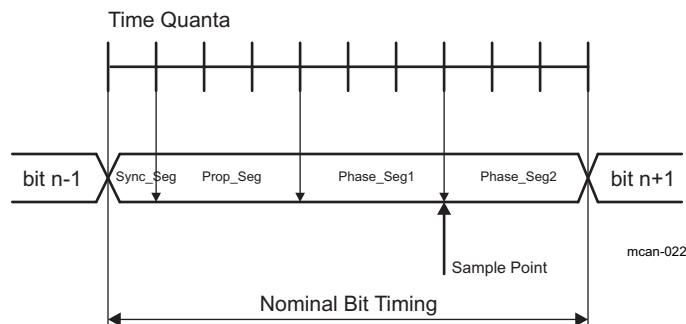 Time Quanta
bit n-1 Sync_Seg Prop_Seg Phase_Seg1 Phase_Seg2 bit n+1
mcan-022
Sample Point
Nominal Bit Timing